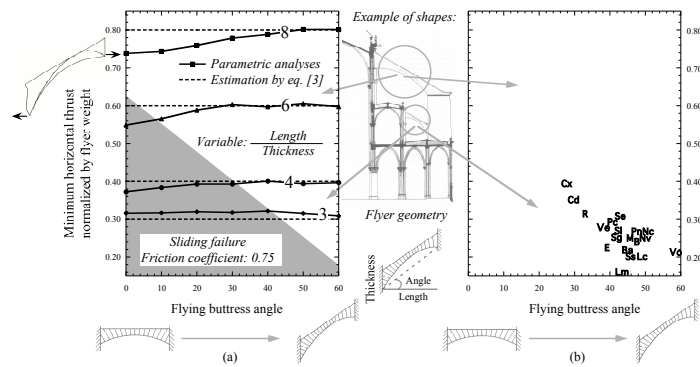 Example of shapes:
0.80
0.70
0.60
0.50
0.40
0.30
0.20
8
Parametric analyses
Estimation by eq. [3]
6
Variable: Length
Thickness
4
3
Sliding failure
Friction coefficient: 0.75
Minimum horizontal thrust
normalized by flyer weight
0 10 20 30 40 50 60
Flying buttress angle
(a)
Flyer geometry
Thickness
Angle
Length
0.80
0.70
0.60
0.50
0.40
0.30
0.20
Cx
Cd
R
Se
Pc
Ve
Sl
Pn Nc
Sg
M
B
Nv
E
Ba
Ss Lc
Vo
Lm
0 10 20 30 40 50 60
Flying buttress angle
(b)